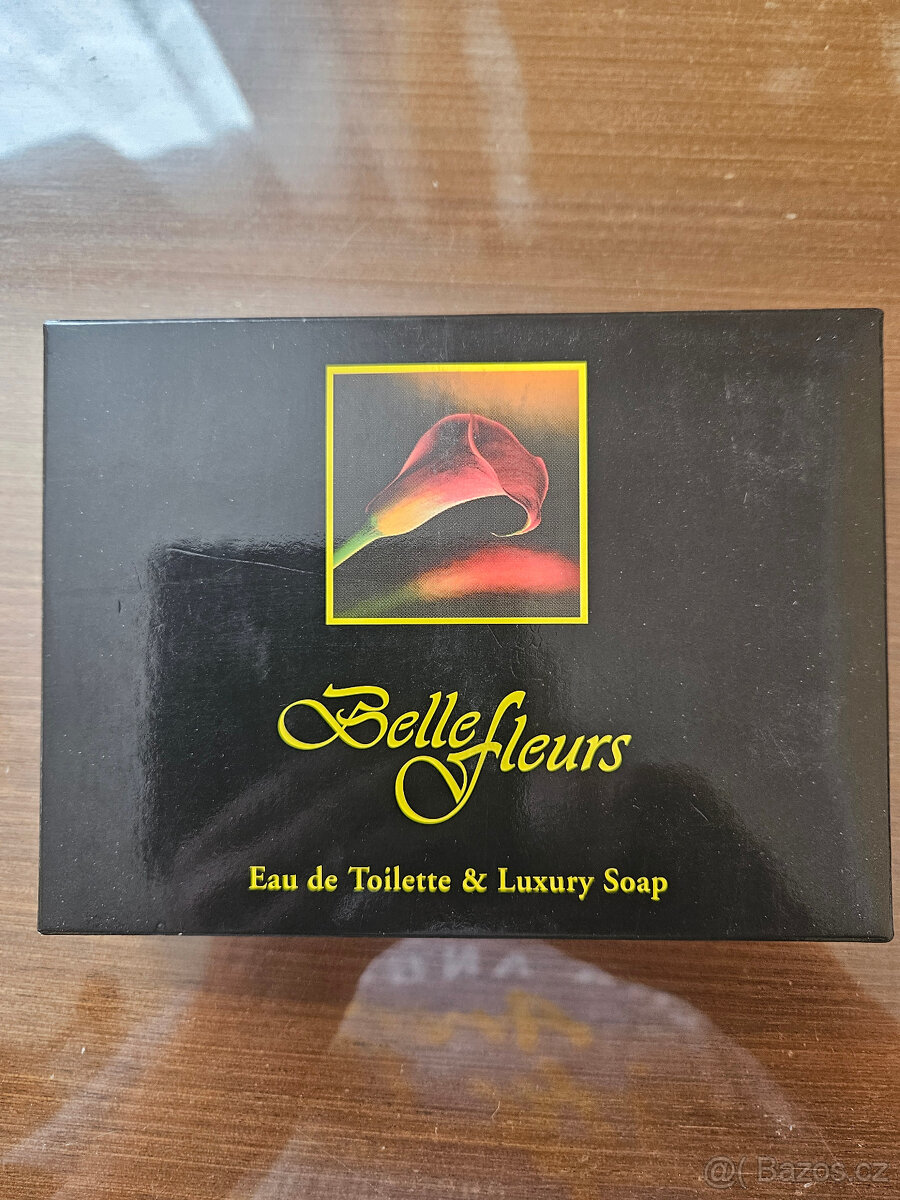 Belle fleurs
Eau de Toilette & Luxury Soap
@( Bazos.cz